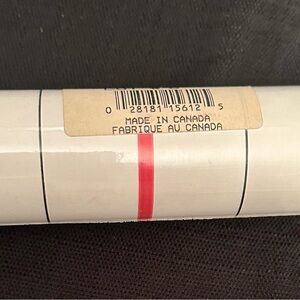 0 28181 15612 5
MADE IN CANADA
FABRIQUE AU CANADA